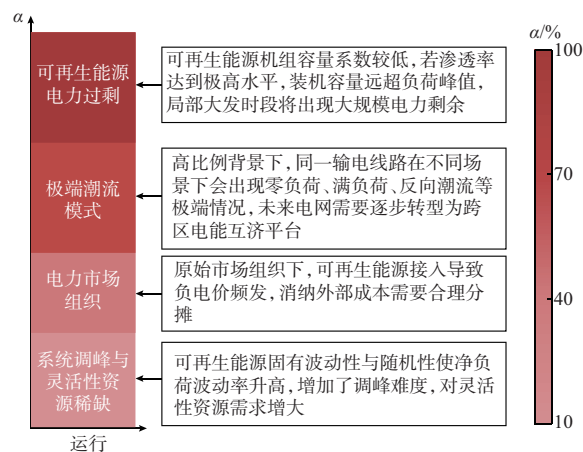 α
可再生能源
电力过剩
可再生能源机组容量系数较低，若渗透率
达到极高水平，装机容量远超负荷峰值，
局部大发时段将出现大规模电力剩余
极端潮流
模式
高比例背景下，同一输电线路在不同场
景下会出现零负荷、满负荷、反向潮流等
极端情况，未来电网需要逐步转型为跨
区电能互济平台
电力市场
组织
原始市场组织下，可再生能源接入导致
负电价频发，消纳外部成本需要合理分
摊
系统调峰与
灵活性资
源稀缺
可再生能源固有波动性与随机性使净负
荷波动率升高，增加了调峰难度，对灵活
性资源需求增大
运行
α/%
100
70
40
10